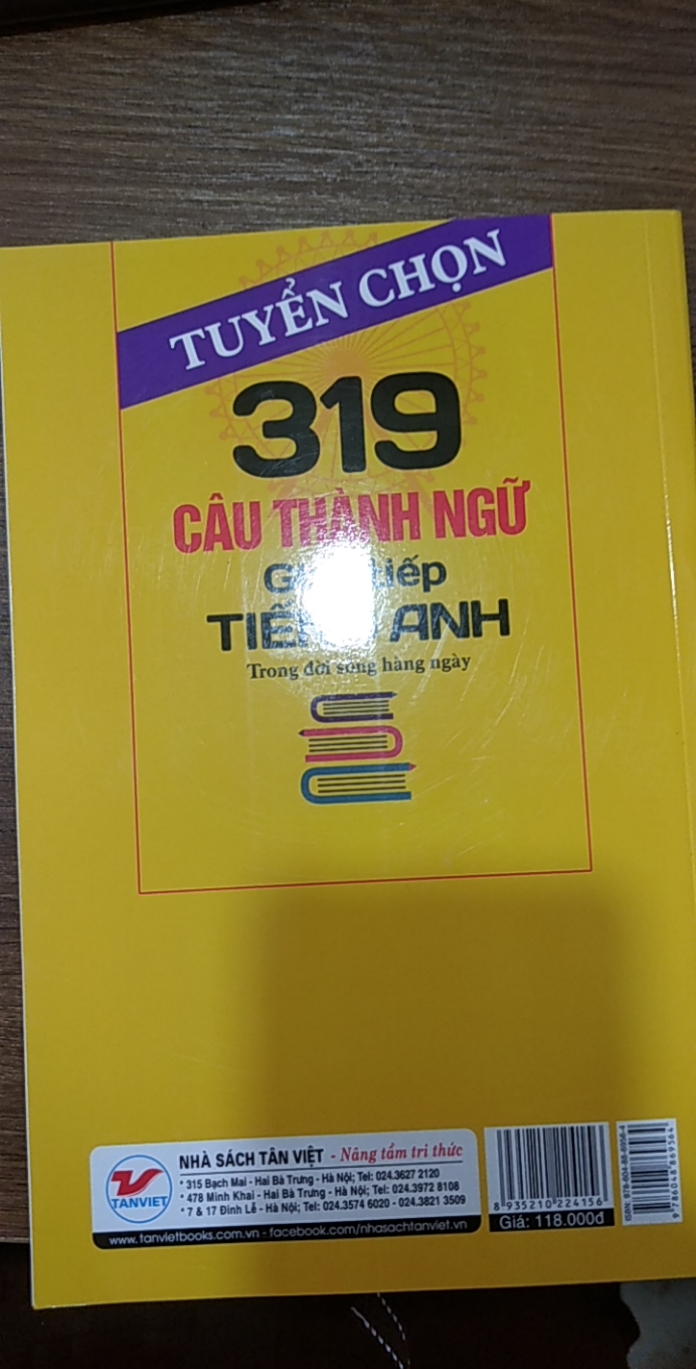 TUYỂN CHỌN
319
CÂU THÀNH NGỮ
ANH
Trong đời sống hàng ngày
TANVIET
NHÀ SÁCH TÂN VIỆT - Nâng tầm tri thức
* 315 Bạch Mai - Hai Bà Trưng - Hà Nội; Tel: 024.3627 2120
* 478 Minh Khai - Hai Bà Trưng - Hà Nội; Tel: 024.3972 8108
* 7 & 17 Đinh Lễ - Hà Nội; Tel: 024.3574 6020 - 024.3821 3509
www.tanvietbooks.com.vn - facebook.com/nhasachtanviet.vn
8 935210 224156
Giá: 118.000đ